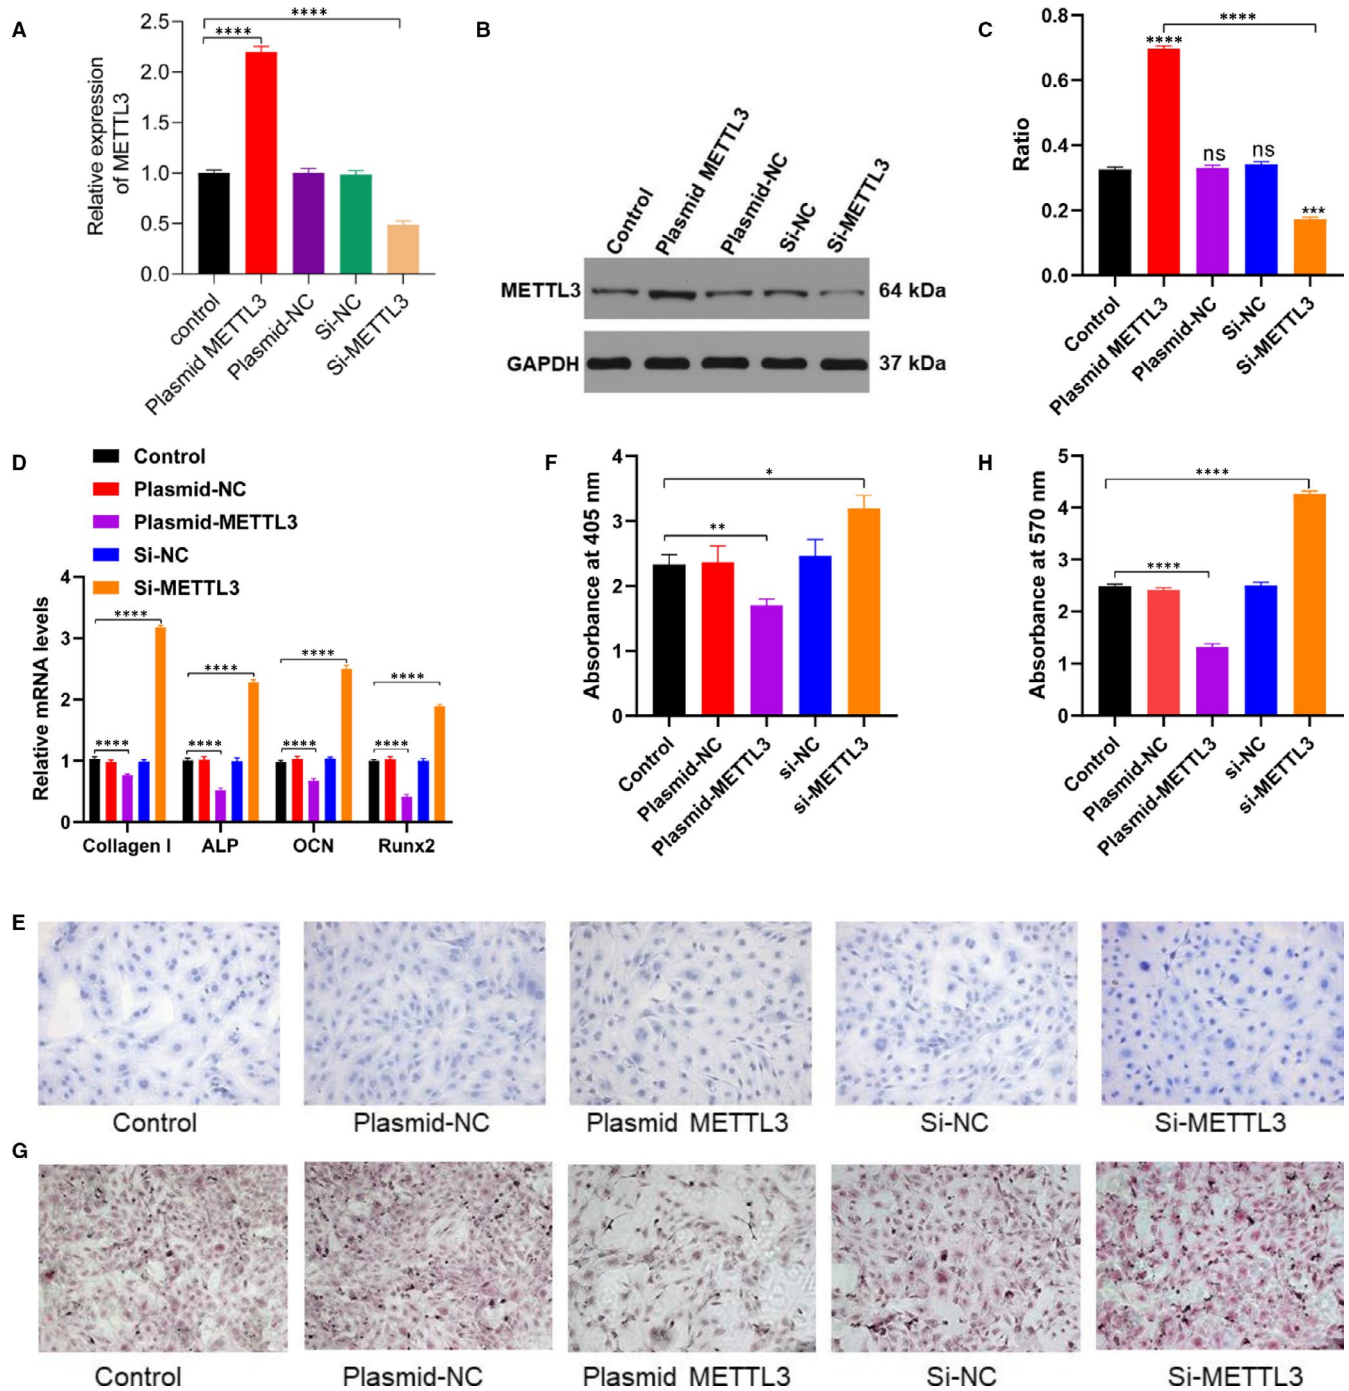 A
Relative expression
of METTL3
2.5
2.0
1.5
1.0
0.5
0.0
****
****
control
Plasmid METTL3
Plasmid-NC
Si-NC
Si-METTL3
B
Control
Plasmid METTL3
Plasmid-NC
Si-NC
Si-METTL3
METTL3
64 kDa
GAPDH
37 kDa
C
Ratio
0.8
0.6
0.4
0.2
0.0
****
****
ns
ns
***
Control
Plasmid METTL3
Plasmid-NC
Si-NC
Si-METTL3
D
Control
Plasmid-NC
Plasmid-METTL3
Si-NC
Si-METTL3
Relative mRNA levels
4
3
2
1
0
****
****
****
****
****
****
****
****
Collagen I
ALP
OCN
Runx2
F
Absorbance at 405 nm
4
3
2
1
0
*
**
Control
Plasmid-NC
Plasmid-METTL3
si-NC
si-METTL3
H
Absorbance at 570 nm
5
4
3
2
1
0
****
****
Control
Plasmid-NC
Plasmid-METTL3
si-NC
si-METTL3
E
Control
Plasmid-NC
Plasmid METTL3
Si-NC
Si-METTL3
G
Control
Plasmid-NC
Plasmid METTL3
Si-NC
Si-METTL3